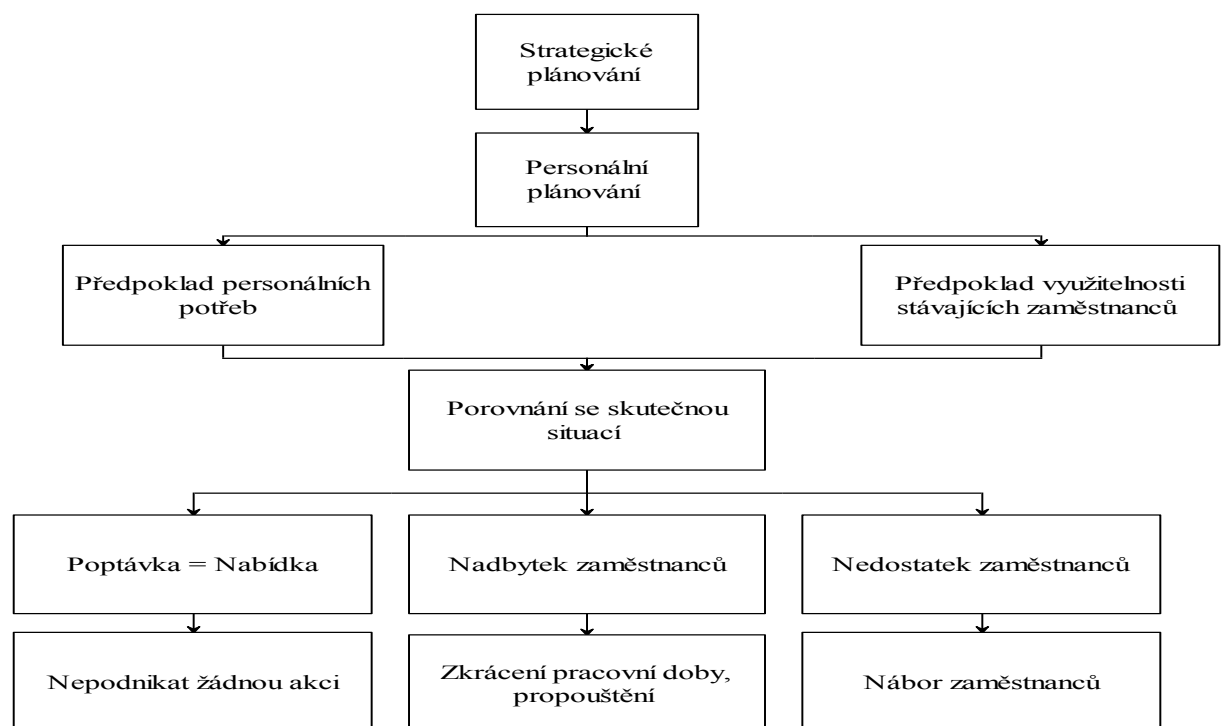 Strategické
plánování
Personální
plánování
Předpoklad personálních
potřeb
Předpoklad využitelnosti
stávajících zaměstnanců
Porovnání se skutečnou
situací
Poptávka = Nabídka
Nadbytek zaměstnanců
Nedostatek zaměstnanců
Nepodnikat žádnou akci
Zkrácení pracovní doby,
propouštění
Nábor zaměstnanců